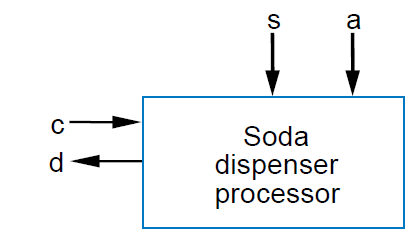 s a
c
d
Soda
dispenser
processor